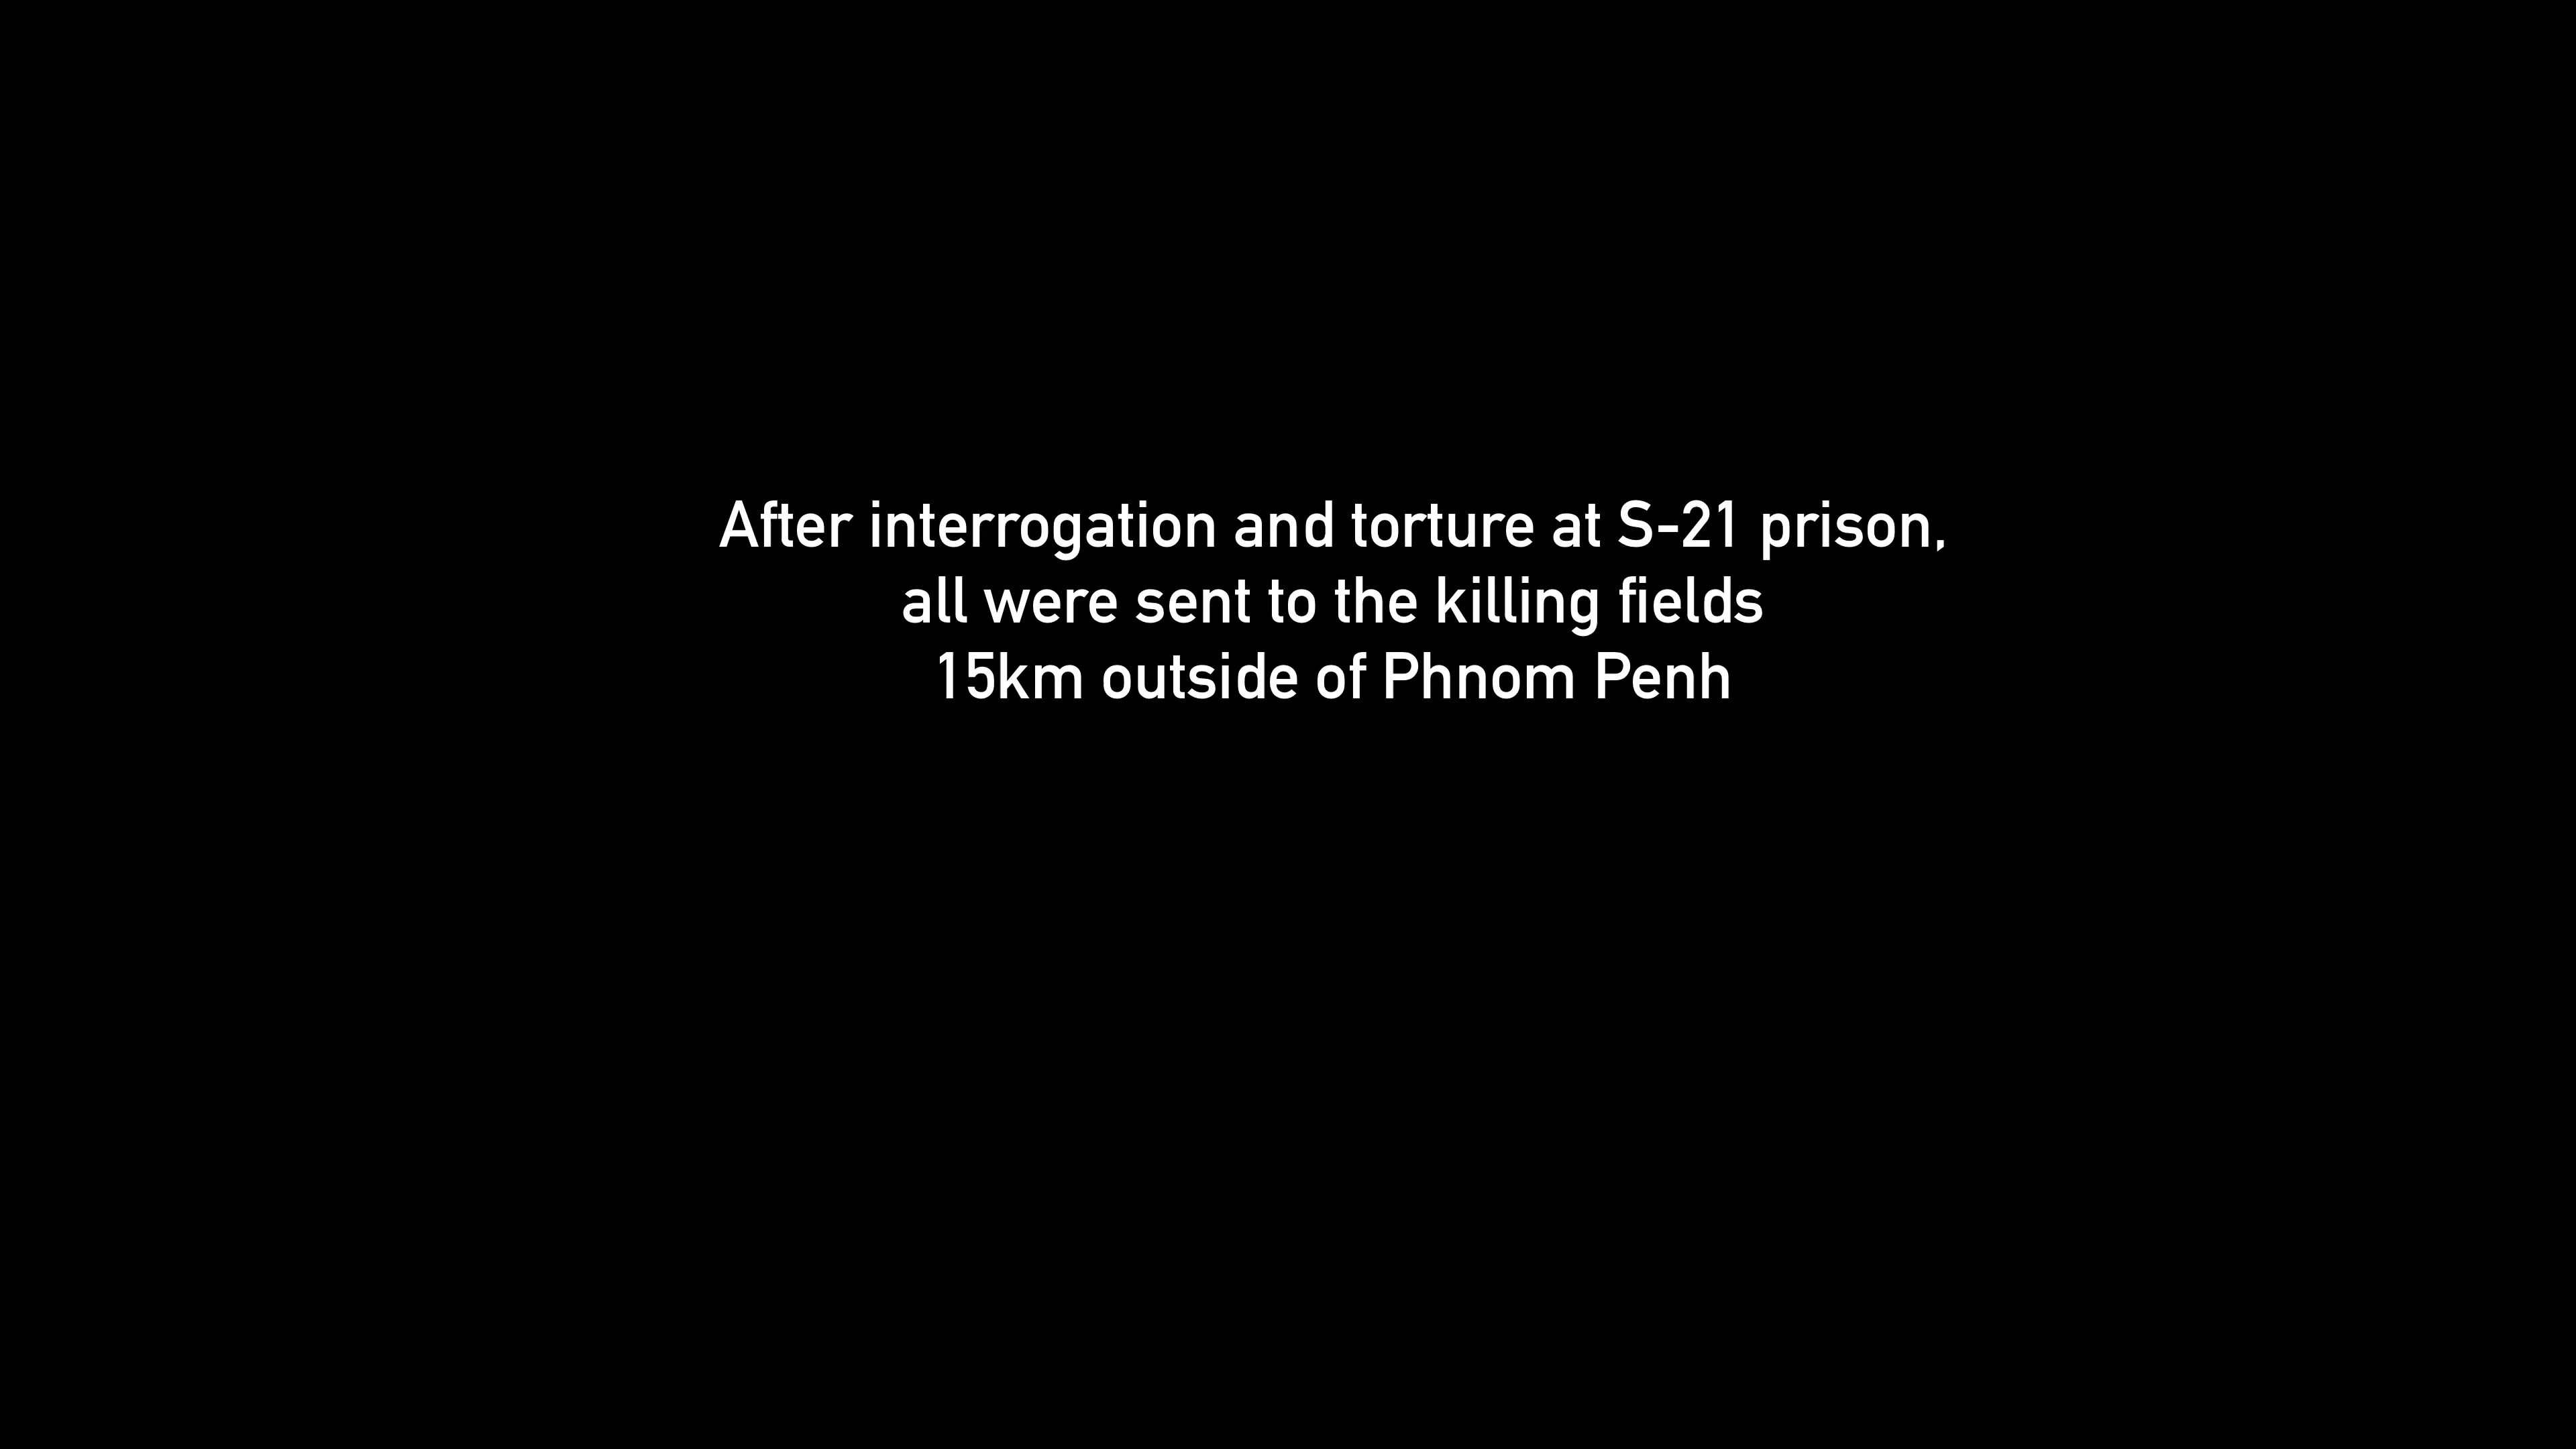 After interrogation and torture at S-21 prison,
all were sent to the killing fields
15km outside of Phnom Penh